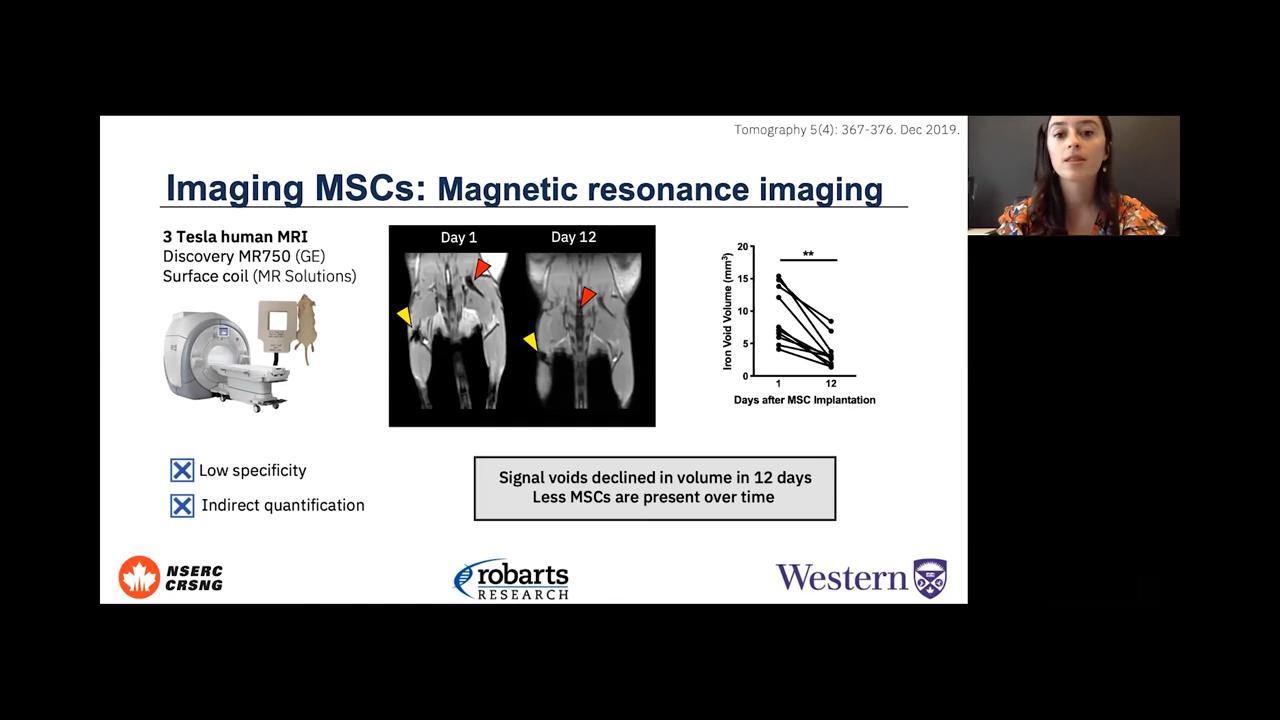 Tomography 5(4): 367-376. Dec 2019.
Imaging MSCs: Magnetic resonance imaging
3 Tesla human MRI
Discovery MR750 (GE)
Surface coil (MR Solutions)
Day 1
Day 12
**
Iron Void Volume (mm³)
20
15
10
5
0
1
12
Days after MSC Implantation
Low specificity
Indirect quantification
Signal voids declined in volume in 12 days
Less MSCs are present over time
NSERC
CRSNG
robarts
RESEARCH
Western